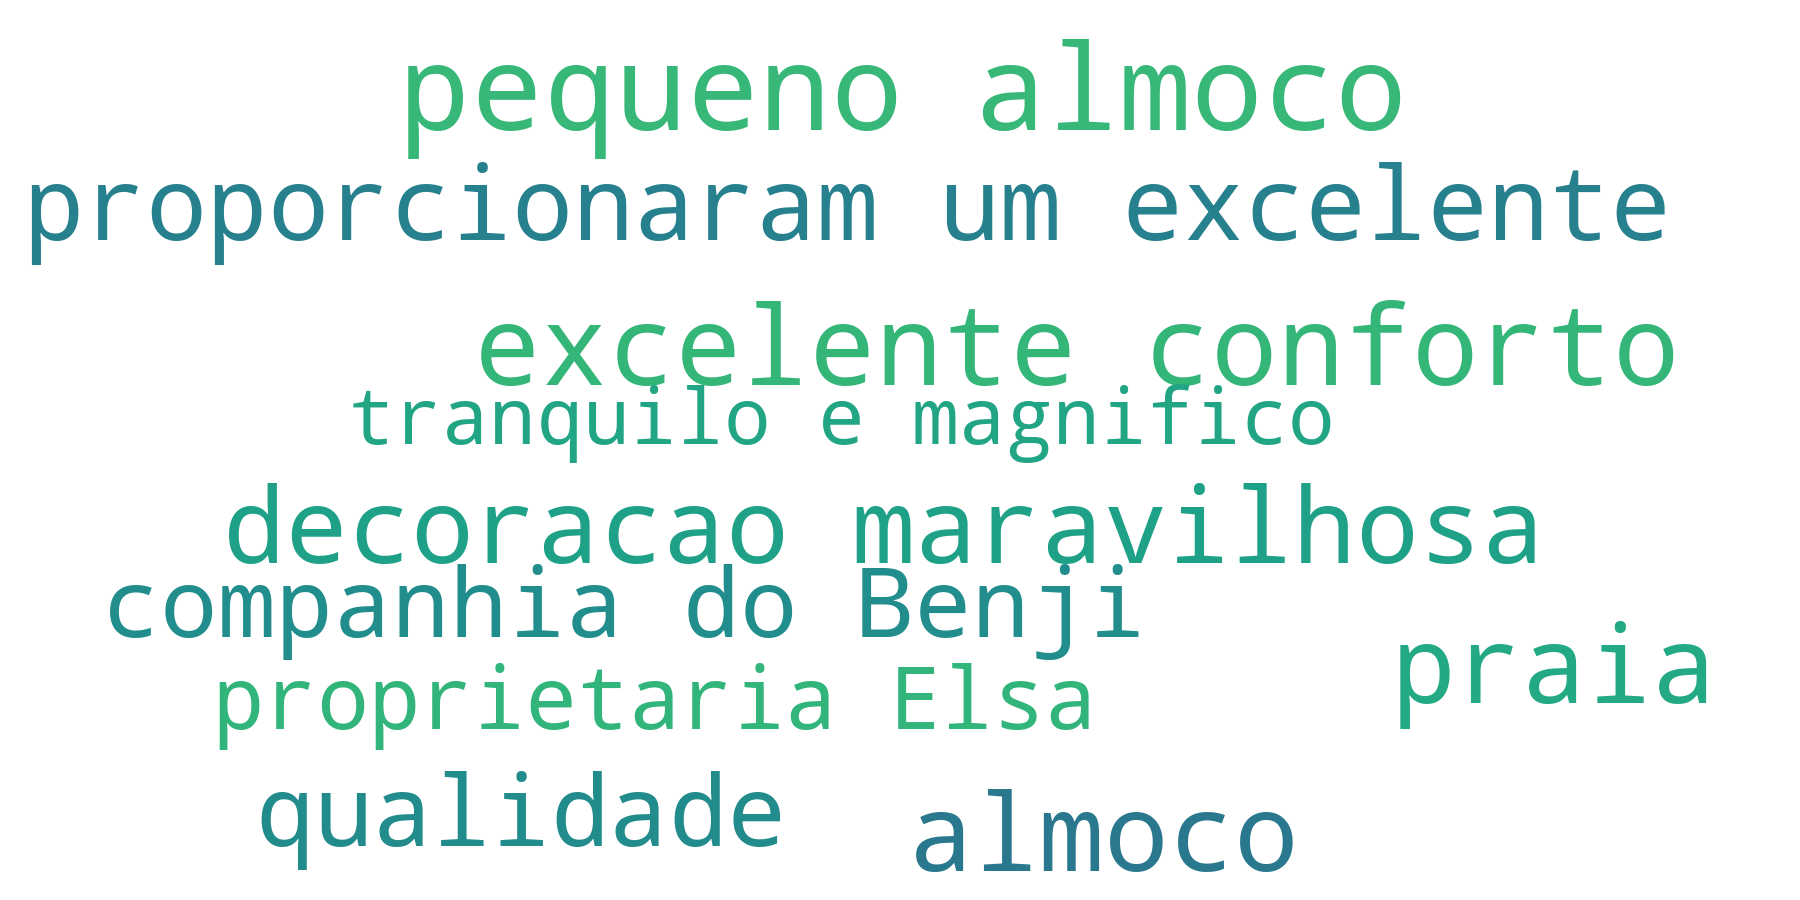 pequeno almoco
proporcionaram um excelente
excelente conforto
tranquilo e magnifico
decoracao maravilhosa
companhia do Benji
praia
proprietaria Elsa
qualidade
almoco